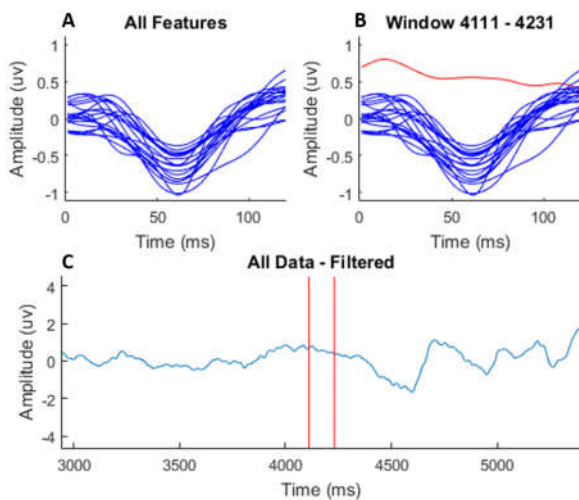 A All Features
Amplitude (uv)
1
0.5
0
-0.5
-1
0 50 100
Time (ms)
B Window 4111 - 4231
Amplitude (uv)
1
0.5
0
-0.5
-1
0 50 100
Time (ms)
C All Data - Filtered
Amplitude (uv)
4
2
0
-2
-4
3000 3500 4000 4500 5000
Time (ms)